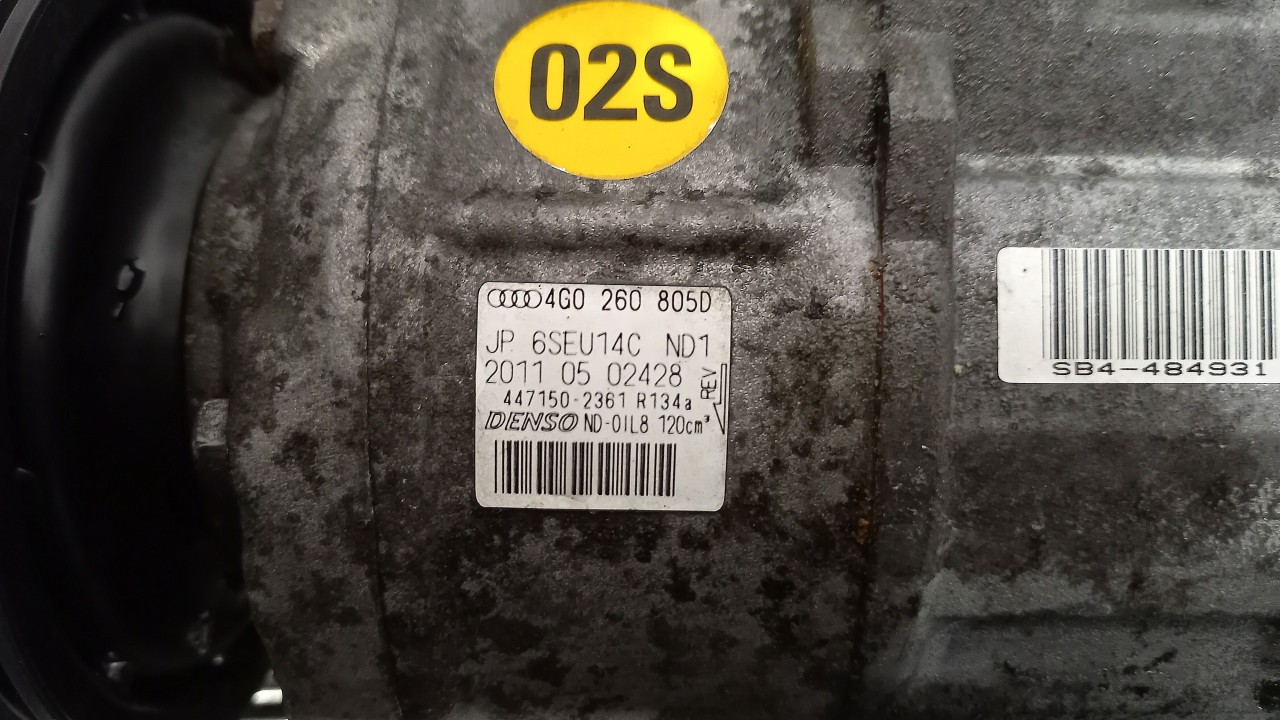 02S
4G0 260 805D
JP 6SEU14C ND1
2011 05 02428
REV
447150-2361 R134a
DENSO ND-OIL8 120cm³
SB4-484931